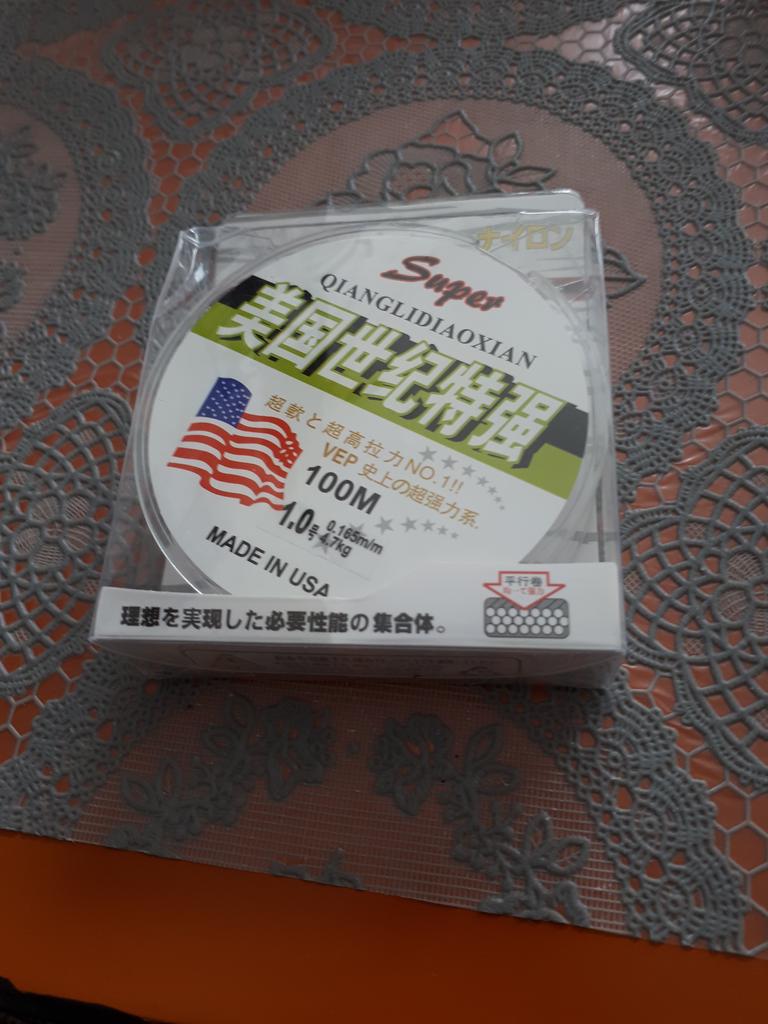 ナイロン
Super
QIANGLIDIAOXIAN
美国世纪特强
超軟と超高拉力NO.1!!
VEP 史上の超强力系.
100M
1.0号 0.165m/m
4.7kg
MADE IN USA
平行卷
理想を実現した必要性能の集合体。